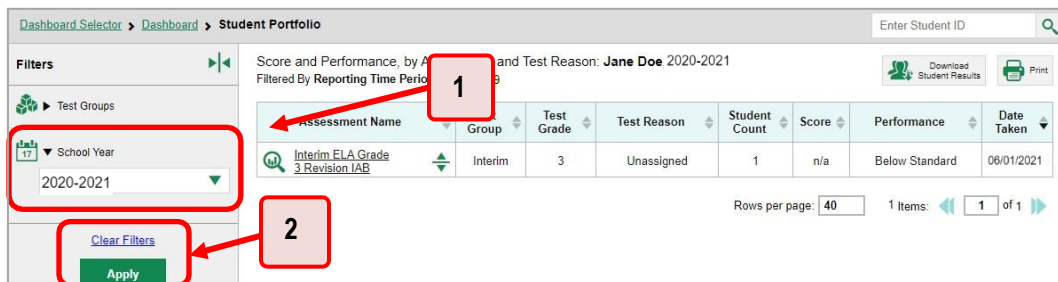 Dashboard Selector > Dashboard > Student Portfolio
Enter Student ID
Filters
Score and Performance, by A and Test Reason: Jane Doe, 2020-2021
Filtered By Reporting Time Perio 9
Download
Student Results
Print
Test Groups
School Year
17
2020-2021
Clear Filters
Apply
1
2
Assessment Name
Group
Test
Grade
Test Reason
Student
Count
Score
Performance
Date
Taken
Interim ELA Grade
3 Revision IAB
Interim
3
Unassigned
1
n/a
Below Standard
06/01/2021
Rows per page: 40
1 Items:
1 of 1